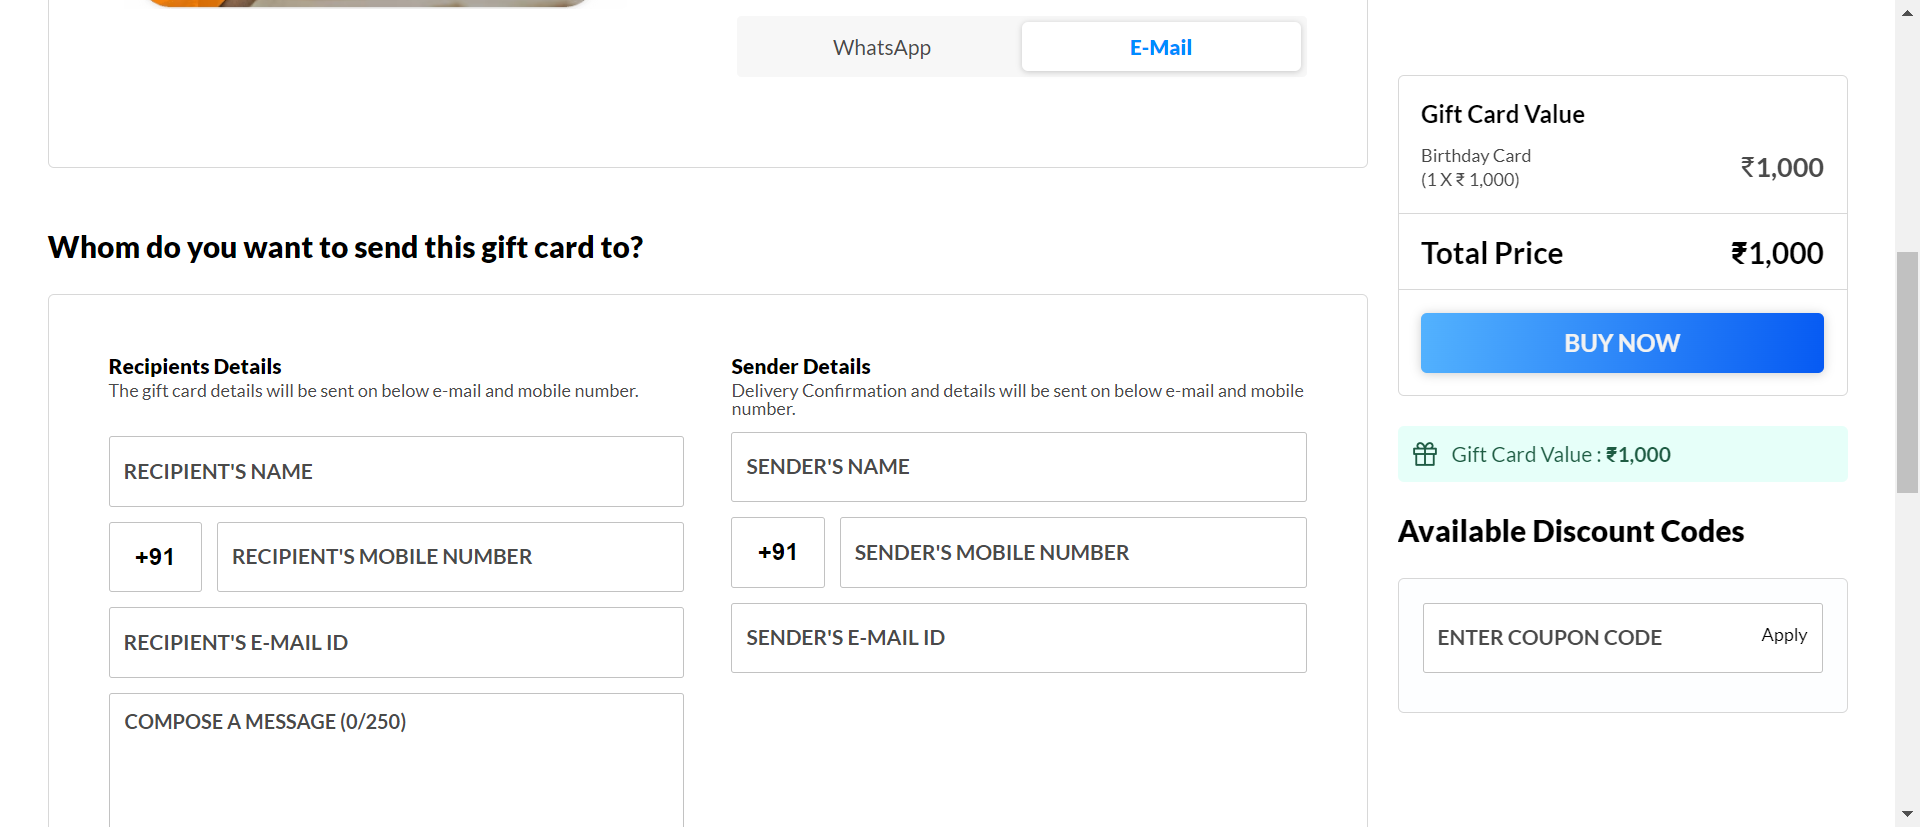 WhatsApp
E-Mail
Whom do you want to send this gift card to?
Recipients Details
The gift card details will be sent on below e-mail and mobile number.
RECIPIENT'S NAME
+91
RECIPIENT'S MOBILE NUMBER
RECIPIENT'S E-MAIL ID
COMPOSE A MESSAGE (0/250)
Sender Details
Delivery Confirmation and details will be sent on below e-mail and mobile
number.
SENDER'S NAME
+91
SENDER'S MOBILE NUMBER
SENDER'S E-MAIL ID
Gift Card Value
Birthday Card
(1 X ₹ 1,000)
₹1,000
Total Price
₹1,000
BUY NOW
Gift Card Value : ₹1,000
Available Discount Codes
ENTER COUPON CODE
Apply